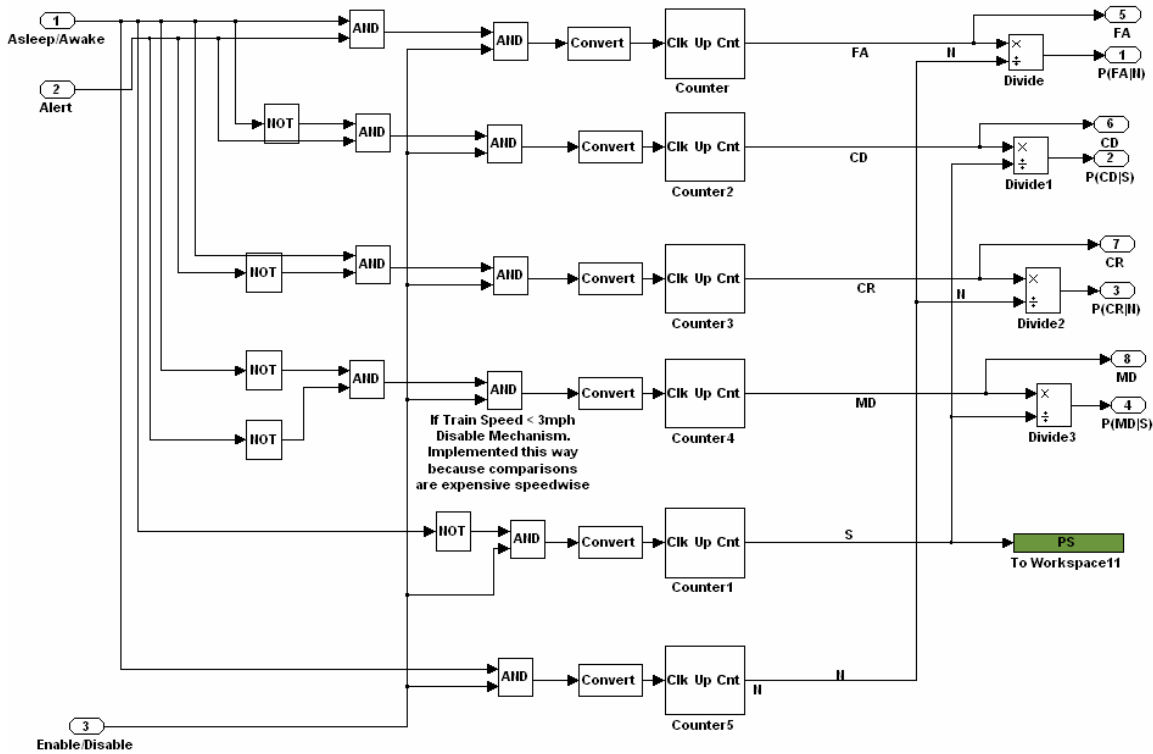 1
Asleep/Awake
2
Alert
AND
AND
Convert
Clk Up Cnt
Counter
FA
N
×
÷
Divide
5
FA
1
P(FA|N)
NOT
AND
AND
Convert
Clk Up Cnt
Counter2
CD
×
÷
Divide1
6
CD
2
P(CD|S)
NOT
AND
AND
Convert
Clk Up Cnt
Counter3
CR
N
×
÷
Divide2
7
CR
3
P(CR|N)
NOT
NOT
AND
AND
Convert
Clk Up Cnt
Counter4
MD
×
÷
Divide3
8
MD
4
P(MD|S)
If Train Speed < 3mph
Disable Mechanism.
Implemented this way
because comparisons
are expensive speedwise
NOT
AND
Convert
Clk Up Cnt
Counter1
S
PS
To Workspace11
AND
Convert
Clk Up Cnt
Counter5
N
N
3
Enable/Disable